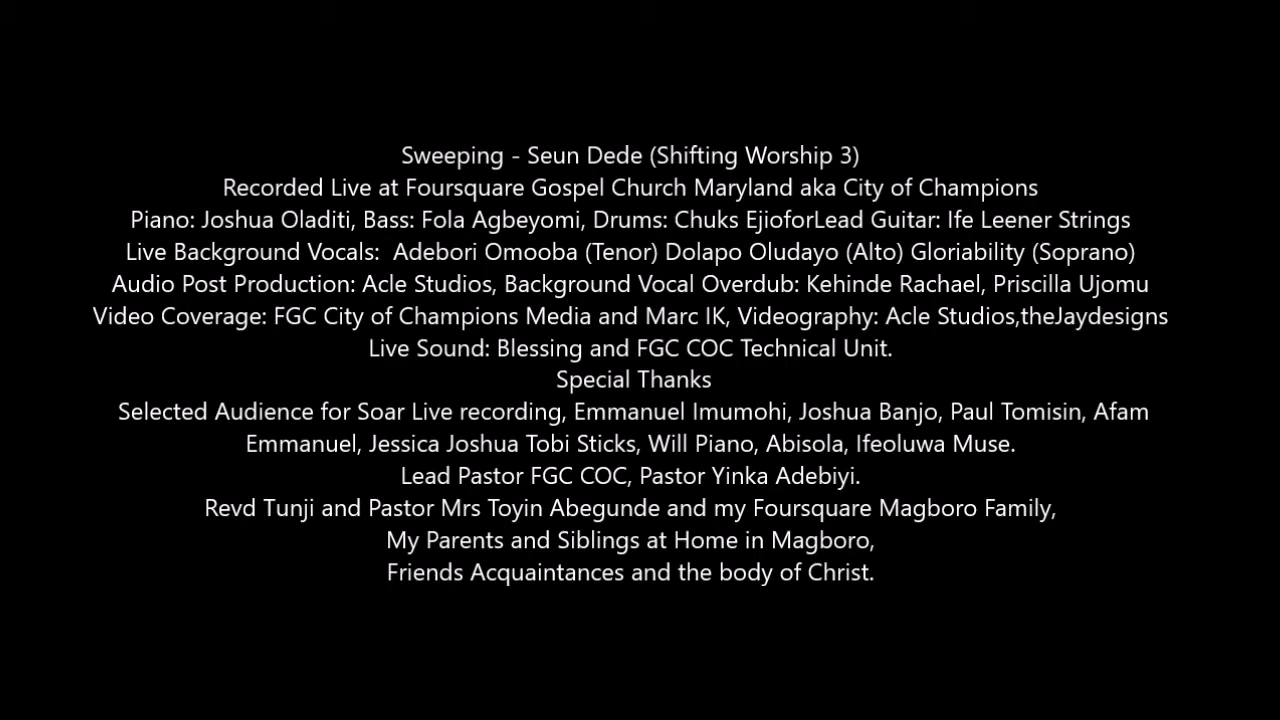 Sweeping - Seun Dede (Shifting Worship 3)
Recorded Live at Foursquare Gospel Church Maryland aka City of Champions
Piano: Joshua Oladiti, Bass: Fola Agbeyomi, Drums: Chuks EjioforLead Guitar: Ife Leener Strings
Live Background Vocals:  Adebori Omooba (Tenor) Dolapo Oludayo (Alto) Gloriability (Soprano)
Audio Post Production: Acle Studios, Background Vocal Overdub: Kehinde Rachael, Priscilla Ujomu
Video Coverage: FGC City of Champions Media and Marc IK, Videography: Acle Studios,theJaydesigns
Live Sound: Blessing and FGC COC Technical Unit.
Special Thanks
Selected Audience for Soar Live recording, Emmanuel Imumohi, Joshua Banjo, Paul Tomisin, Afam
Emmanuel, Jessica Joshua Tobi Sticks, Will Piano, Abisola, Ifeoluwa Muse.
Lead Pastor FGC COC, Pastor Yinka Adebiyi.
Revd Tunji and Pastor Mrs Toyin Abegunde and my Foursquare Magboro Family,
My Parents and Siblings at Home in Magboro,
Friends Acquaintances and the body of Christ.